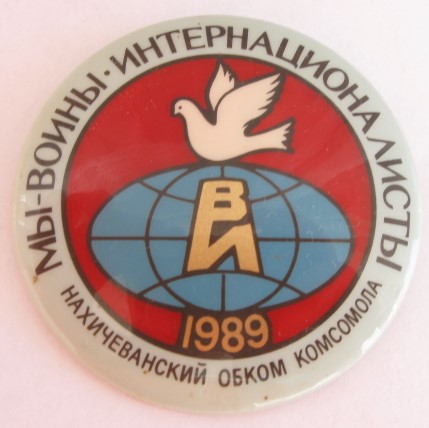 МЫ-ВОИНЫ·ИНТЕРНАЦИОНАЛИСТЫ
ВИ
1989
НАХИЧЕВАНСКИЙ ОБКОМ КОМСОМОЛА